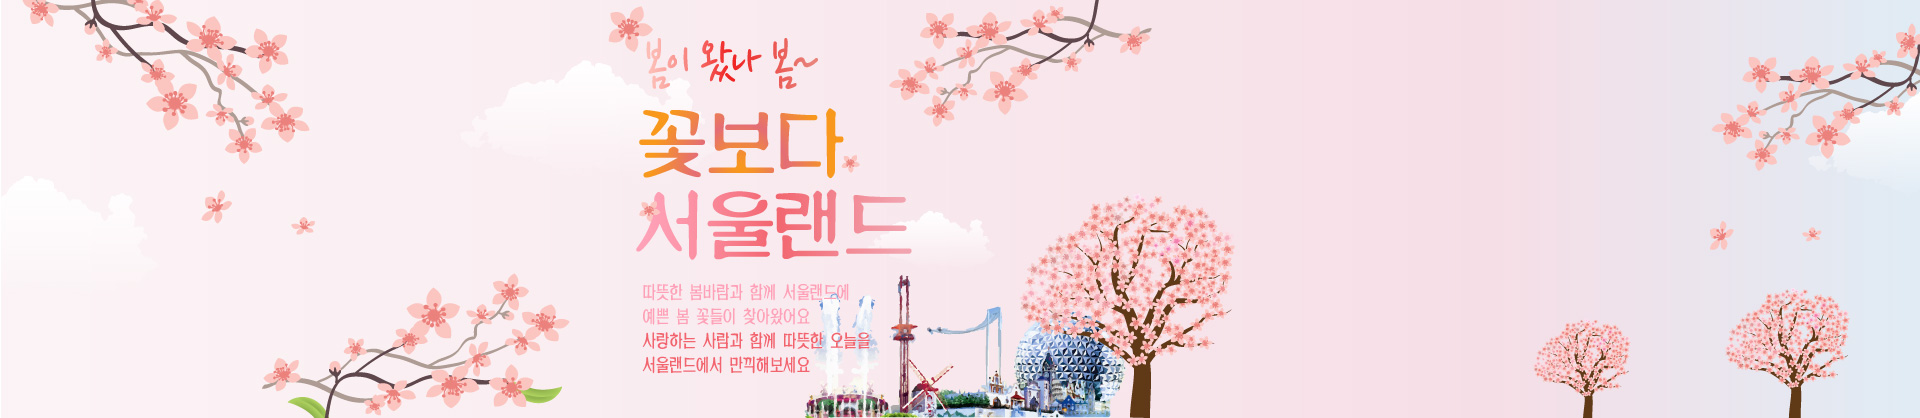 봄이 왔나 봄~
꽃보다
서울랜드
따뜻한 봄바람과 함께 서울랜드에
예쁜 봄 꽃들이 찾아왔어요
사랑하는 사람과 함께 따뜻한 오늘을
서울랜드에서 만끽해보세요